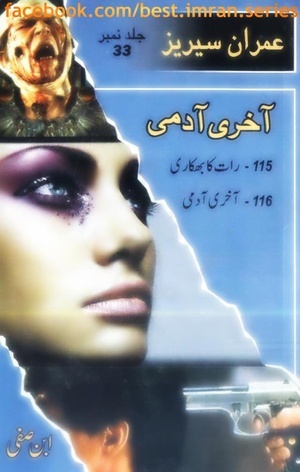 facebook.com/best.imran.series
عمران سیریز
جلد نمبر
33
آخری آدمی
115 - رات کا بھکاری
116 - آخری آدمی
ابن صفی